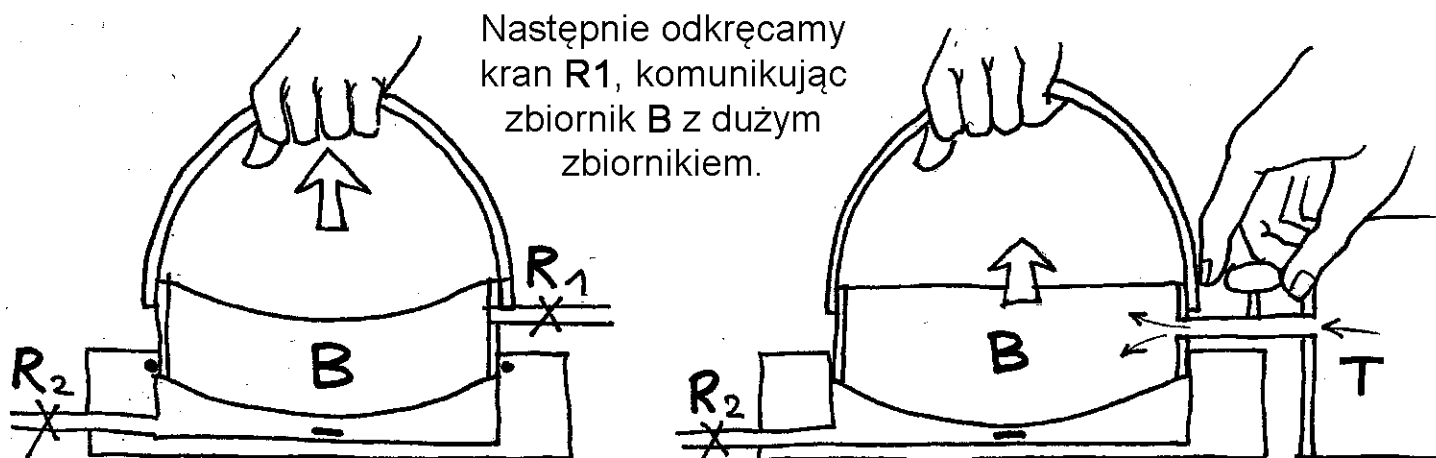 Następnie odkręcamy
kran R1, komunikując
zbiornik B z dużym
zbiornikiem.
R1
B
R2
B
T
R2